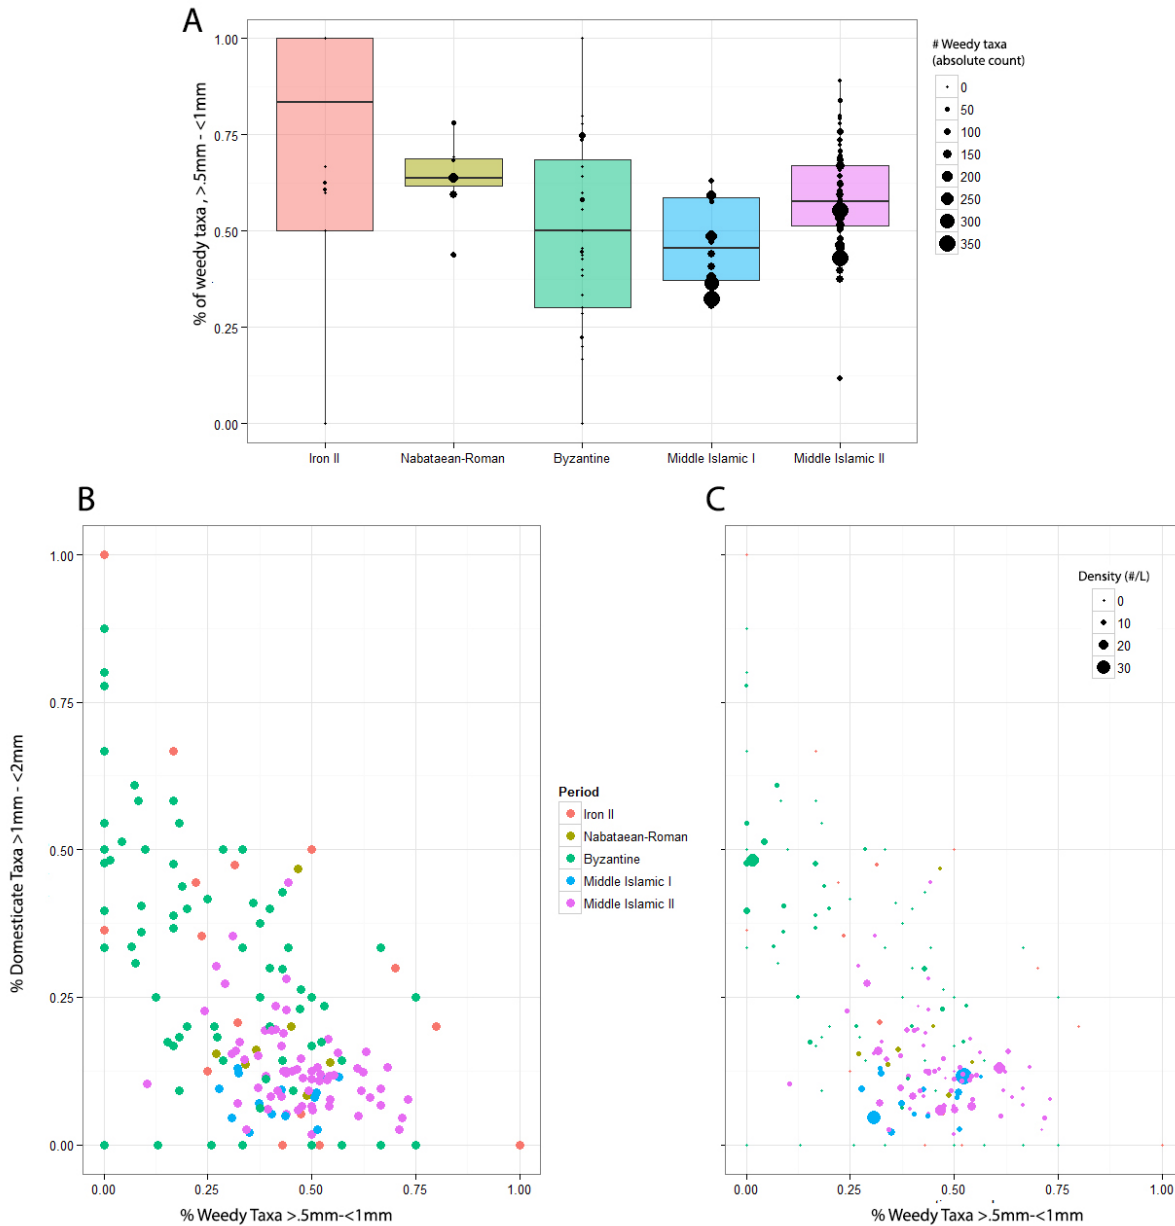 A
% of weedy taxa , >.5mm - <1mm
1.00
0.75
0.50
0.25
0.00
Iron II
Nabataean-Roman
Byzantine
Middle Islamic I
Middle Islamic II
# Weedy taxa
(absolute count)
0
50
100
150
200
250
300
350
B
% Domesticate Taxa >1mm - <2mm
1.00
0.75
0.50
0.25
0.00
0.00
0.25
0.50
0.75
1.00
% Weedy Taxa >.5mm-<1mm
Period
Iron II
Nabataean-Roman
Byzantine
Middle Islamic I
Middle Islamic II
C
Density (#/L)
0
10
20
30
0.00
0.25
0.50
0.75
1.00
% Weedy Taxa >.5mm-<1mm